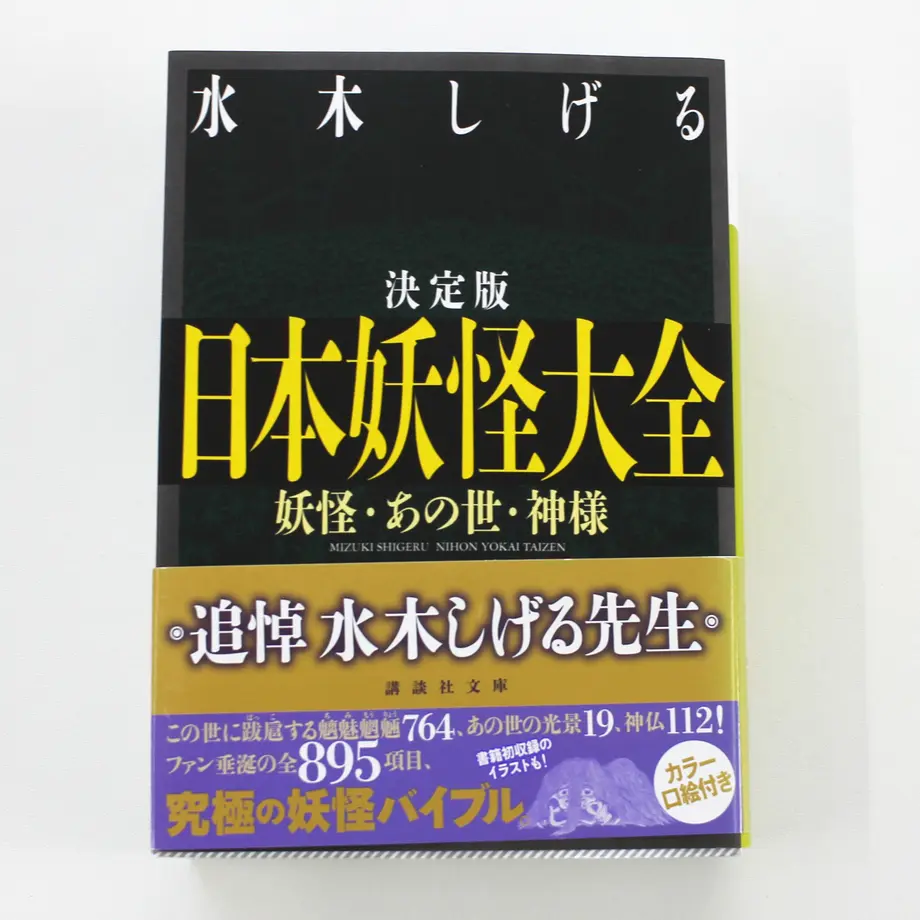 水木しげる
決定版
日本妖怪大全
妖怪・あの世・神様
MIZUKI SHIGERU NIHON YOKAI TAIZEN
追悼 水木しげる先生
講談社文庫
この世に跋扈する魑魅魍魎764、あの世の光景19、神仏112!
ファン垂涎の全895項目、
書籍初収録の
イラストも!
究極の妖怪バイブル
カラー
口絵付き